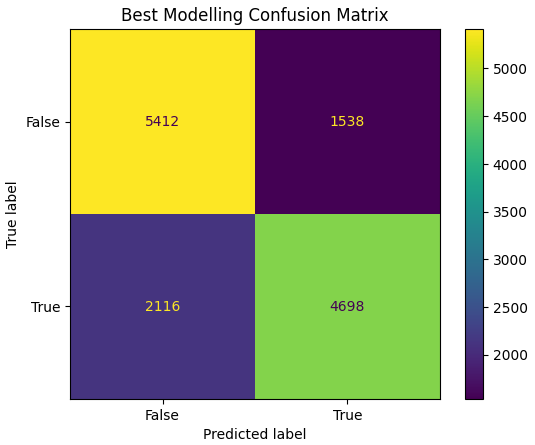 Best Modelling Confusion Matrix
True label
False
5412
1538
True
2116
4698
False
True
Predicted label
5000
4500
4000
3500
3000
2500
2000